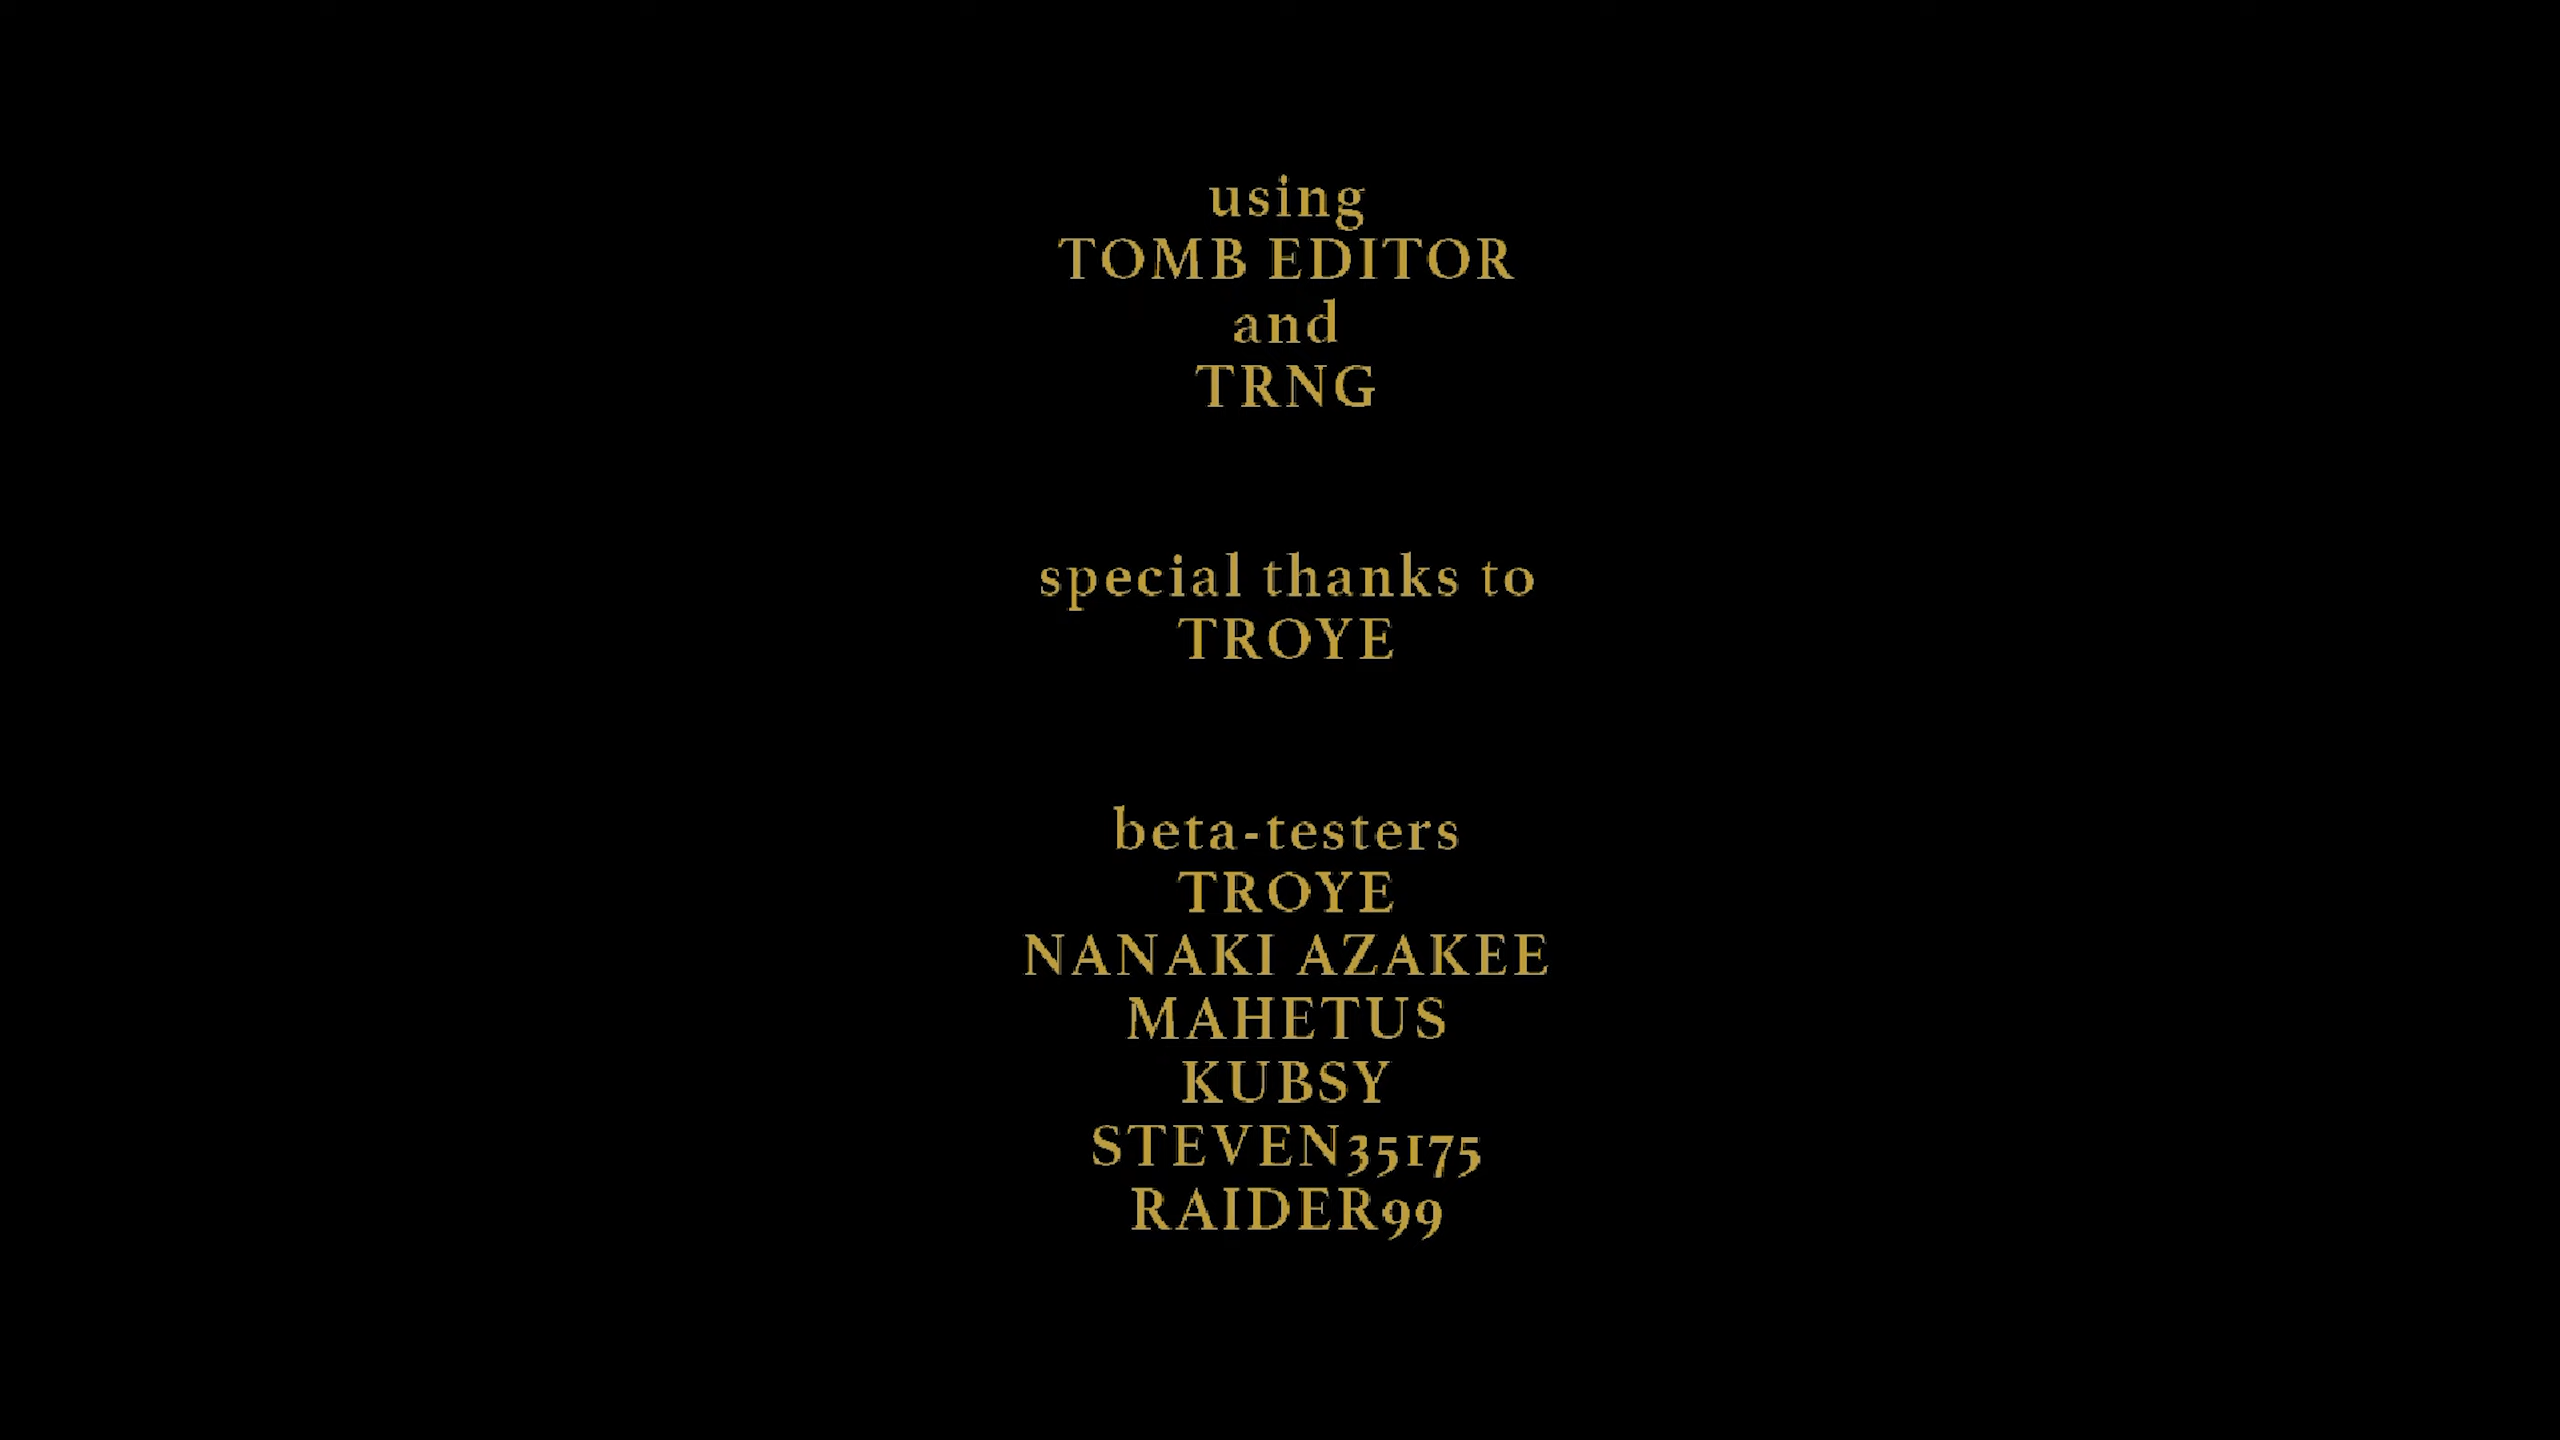 using
TOMB EDITOR
and
TRNG
special thanks to
TROYE
beta-testers
TROYE
NANAKI AZAKEE
MAHETUS
KUBSY
STEVEN35175
RAIDER99